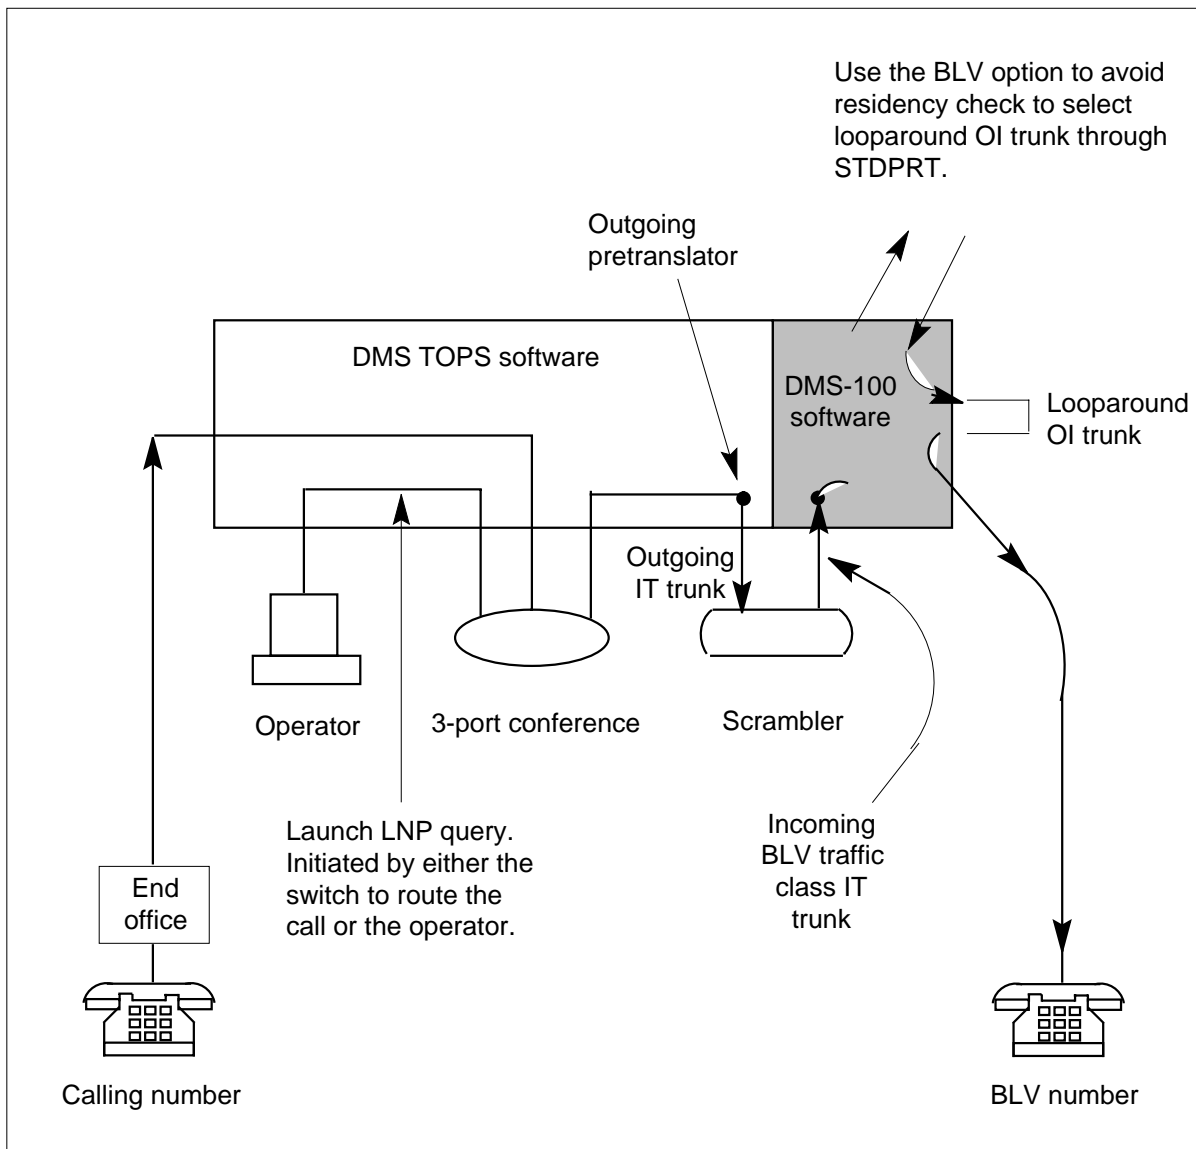 Use the BLV option to avoid
residency check to select
looparound OI trunk through
STDPRT.
Outgoing
pretranslator
DMS TOPS software
DMS-100
software
Looparound
OI trunk
Outgoing
IT trunk
Operator
3-port conference
Scrambler
Launch LNP query.
Initiated by either the
switch to route the
call or the operator.
Incoming
BLV traffic
class IT
trunk
End
office
Calling number
BLV number